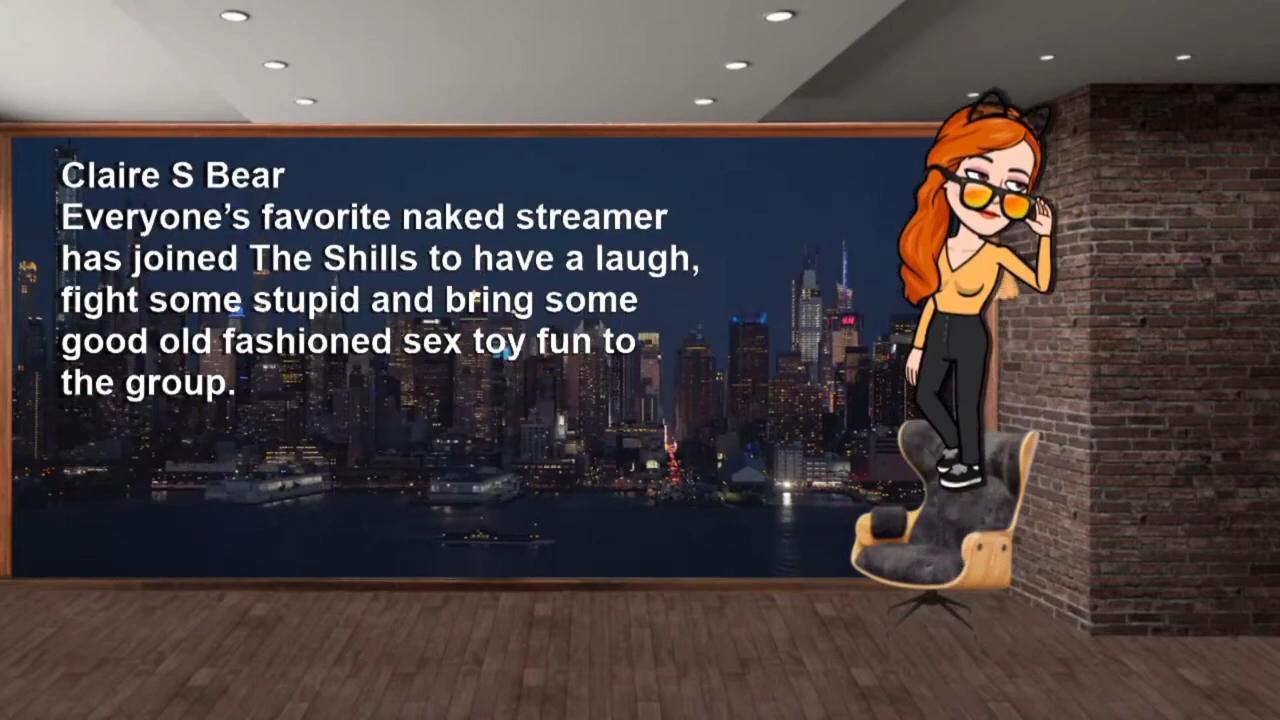 Claire S Bear
Everyone’s favorite naked streamer
has joined The Shills to have a laugh,
fight some stupid and bring some
good old fashioned sex toy fun to
the group.
H&M